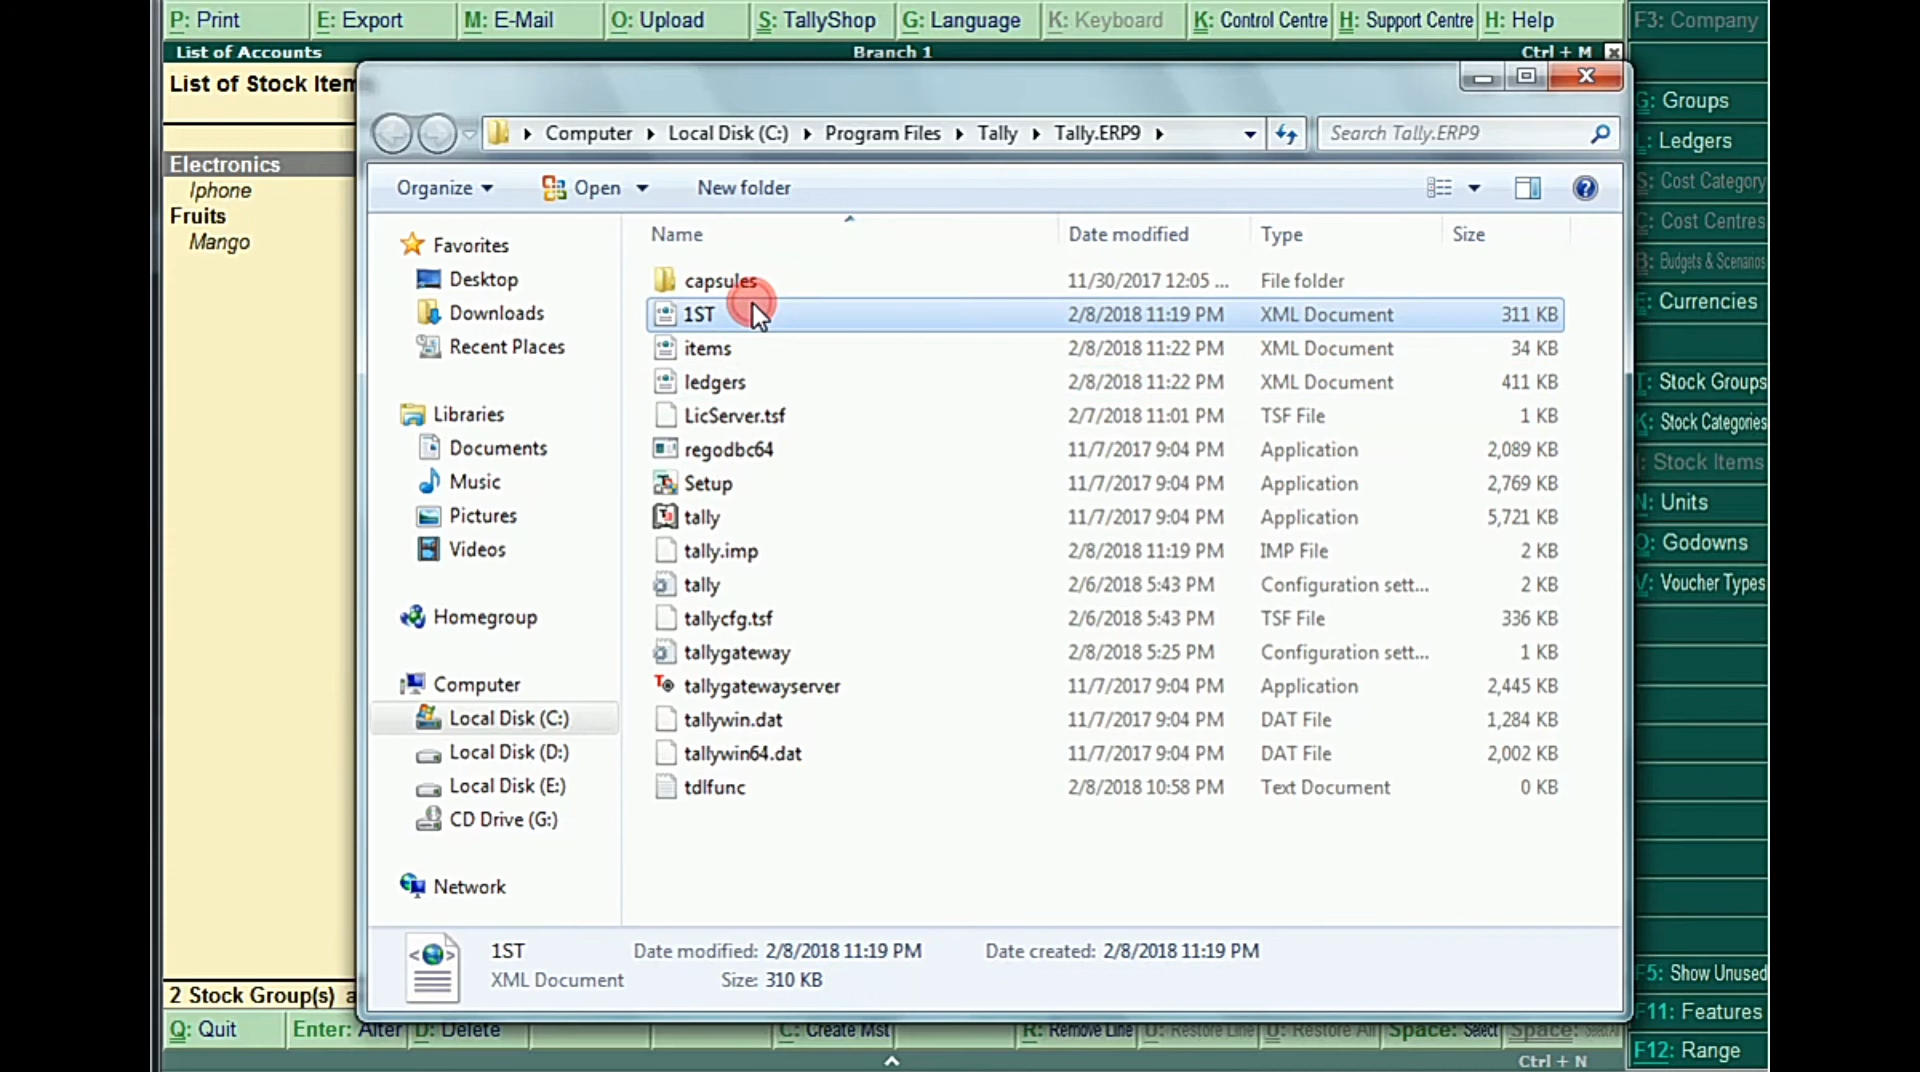 P: Print E: Export M: E-Mail O: Upload S: TallyShop G: Language K: Keyboard K: Control Centre H: Support Centre H: Help F3: Company
List of Accounts Branch 1 Ctrl + M
List of Stock Item
Computer Local Disk (C:) Program Files Tally Tally.ERP9 Search Tally.ERP9
Organize Open New folder
Name Date modified Type Size
Electronics
Iphone
Fruits
Mango
Favorites
Desktop
Downloads
Recent Places
Libraries
Documents
Music
Pictures
Videos
Homegroup
Computer
Local Disk (C:)
Local Disk (D:)
Local Disk (E:)
CD Drive (G:)
Network
capsules 11/30/2017 12:05 ... File folder
1ST 2/8/2018 11:19 PM XML Document 311 KB
items 2/8/2018 11:22 PM XML Document 34 KB
ledgers 2/8/2018 11:22 PM XML Document 411 KB
LicServer.tsf 2/7/2018 11:01 PM TSF File 1 KB
regodbc64 11/7/2017 9:04 PM Application 2,089 KB
Setup 11/7/2017 9:04 PM Application 2,769 KB
tally 11/7/2017 9:04 PM Application 5,721 KB
tally.imp 2/8/2018 11:19 PM IMP File 2 KB
tally 2/6/2018 5:43 PM Configuration sett... 2 KB
tallycfg.tsf 2/6/2018 5:43 PM TSF File 336 KB
tallygateway 2/8/2018 5:25 PM Configuration sett... 1 KB
tallygatewayserver 11/7/2017 9:04 PM Application 2,445 KB
tallywin.dat 11/7/2017 9:04 PM DAT File 1,284 KB
tallywin64.dat 11/7/2017 9:04 PM DAT File 2,002 KB
tdlfunc 2/8/2018 10:58 PM Text Document 0 KB
1ST Date modified: 2/8/2018 11:19 PM Date created: 2/8/2018 11:19 PM
XML Document Size: 310 KB
G: Groups
L: Ledgers
S: Cost Category
C: Cost Centres
B: Budgets & Scenarios
E: Currencies
T: Stock Groups
K: Stock Categories
I: Stock Items
N: Units
O: Godowns
V: Voucher Types
F5: Show Unused
F11: Features
F12: Range
2 Stock Group(s)
Q: Quit Enter: Alter D: Delete C: Create Mst R: Remove Line U: Restore Line U: Restore All Space: Select Space:
Ctrl + N